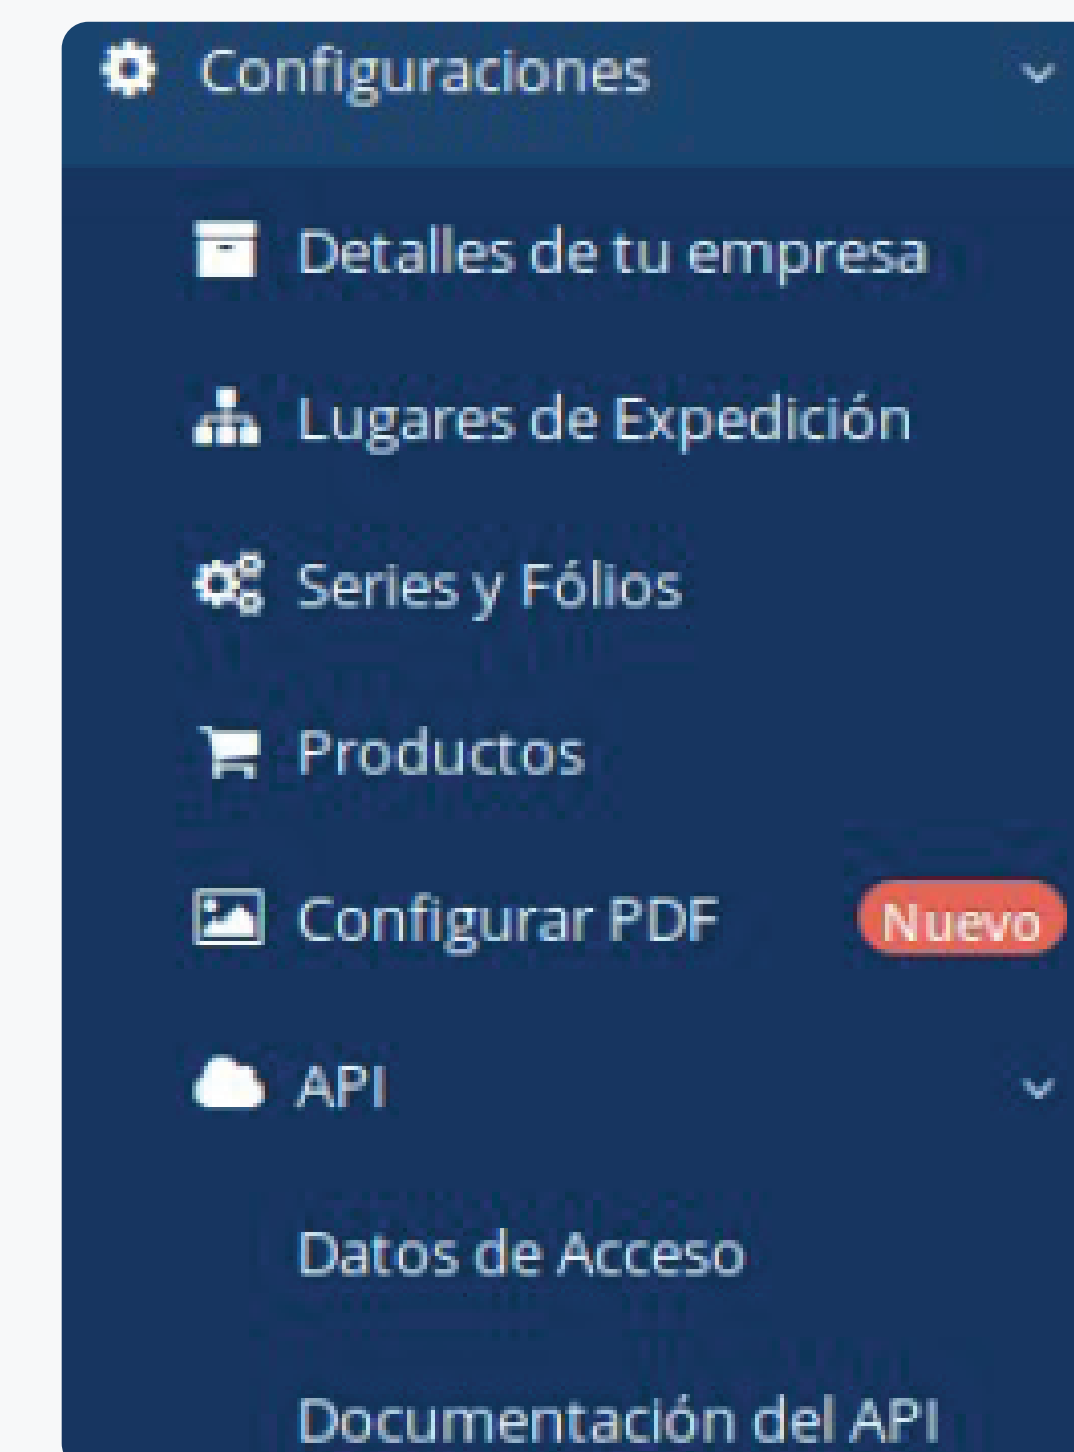 Configuraciones
Detalles de tu empresa
Lugares de Expedición
Series y Fólios
Productos
Configurar PDF Nuevo
API
Datos de Acceso
Documentación del API